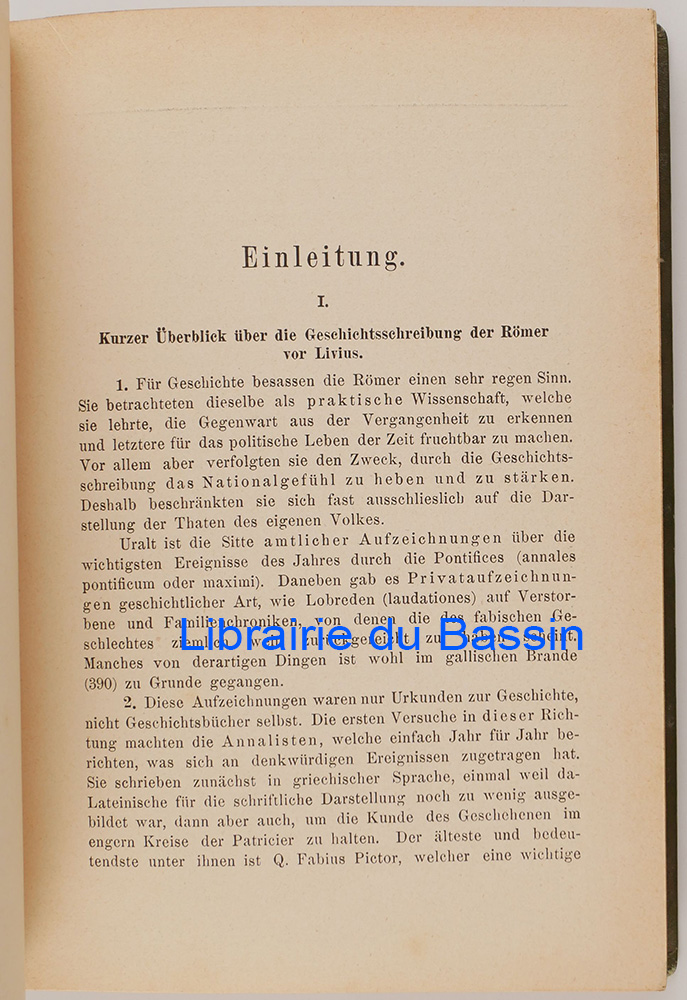 Einleitung.
I.
Kurzer Überblick über die Geschichtsschreibung der Römer
vor Livius.
1. Für Geschichte besassen die Römer einen sehr regen Sinn.
Sie betrachteten dieselbe als praktische Wissenschaft, welche
sie lehrte, die Gegenwart aus der Vergangenheit zu erkennen
und letztere für das politische Leben der Zeit fruchtbar zu machen.
Vor allem aber verfolgten sie den Zweck, durch die Geschichts-
schreibung das Nationalgefühl zu heben und zu stärken.
Deshalb beschränkten sie sich fast ausschlieslich auf die Dar-
stellung der Thaten des eigenen Volkes.
Uralt ist die Sitte amtlicher Aufzeichnungen über die
wichtigsten Ereignisse des Jahres durch die Pontifices (annales
pontificum oder maximi). Daneben gab es Privataufzeichnun-
gen geschichtlicher Art, wie Lobreden (laudationes) auf Verstor-
bene und Familienchroniken, von denen die des fabischen Ge-
schlechtes ziemlich weit zurückgereicht zu haben scheint.
Librairie du Bassin
Manches von derartigen Dingen ist wohl im gallischen Brande
(390) zu Grunde gegangen.
2. Diese Aufzeichnungen waren nur Urkunden zur Geschichte,
nicht Geschichtsbücher selbst. Die ersten Versuche in dieser Rich-
tung machten die Annalisten, welche einfach Jahr für Jahr be-
richten, was sich an denkwürdigen Ereignissen zugetragen hat.
Sie schrieben zunächst in griechischer Sprache, einmal weil da-
Lateinische für die schriftliche Darstellung noch zu wenig ausge-
bildet war, dann aber auch, um die Kunde des Geschehenen im
engern Kreise der Patricier zu halten. Der älteste und bedeu-
tendste unter ihnen ist Q. Fabius Pictor, welcher eine wichtige